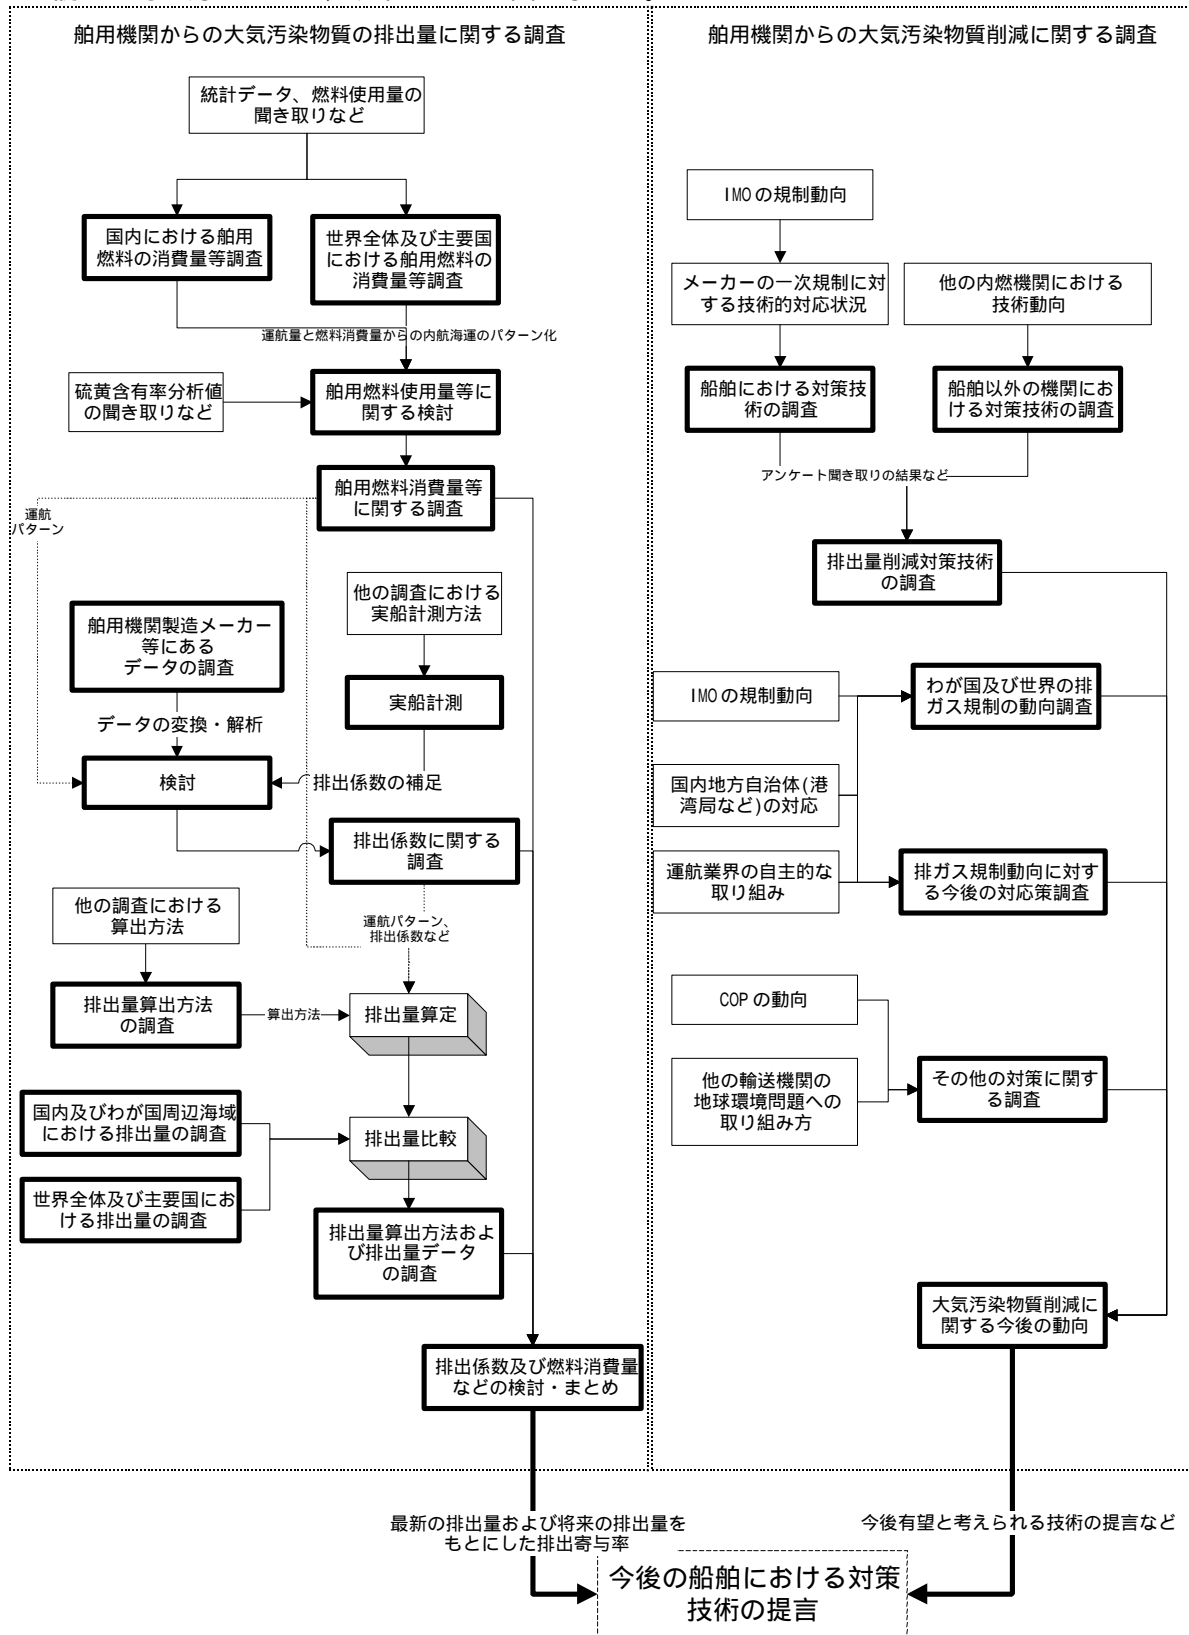 舶用機関からの大気汚染物質の排出量に関する調査
統計データ、燃料使用量の
聞き取りなど
国内における舶用
燃料の消費量等調査
世界全体及び主要国
における舶用燃料の
消費量等調査
運航量と燃料消費量からの内航海運のパターン化
硫黄含有率分析値
の聞き取りなど
舶用燃料使用量等に
関する検討
舶用燃料消費量等
に関する調査
運航
パターン
他の調査における
実船計測方法
舶用機関製造メーカー
等にある
データの調査
実船計測
データの変換・解析
検討
排出係数の補足
排出係数に関する
調査
他の調査における
算出方法
運航パターン、
排出係数など
排出量算出方法
の調査
算出方法
排出量算定
国内及びわが国周辺海域
における排出量の調査
排出量比較
世界全体及び主要国にお
ける排出量の調査
排出量算出方法およ
び排出量データ
の調査
排出係数及び燃料消費量
などの検討・まとめ
舶用機関からの大気汚染物質削減に関する調査
IMOの規制動向
メーカーの一次規制に対
する技術的対応状況
他の内燃機関における
技術動向
船舶における対策技
術の調査
船舶以外の機関にお
ける対策技術の調査
アンケート聞き取りの結果など
排出量削減対策技術
の調査
IMOの規制動向
わが国及び世界の排
ガス規制の動向調査
国内地方自治体(港
湾局など)の対応
運航業界の自主的な
取り組み
排ガス規制動向に対す
る今後の対応策調査
COPの動向
他の輸送機関の
地球環境問題への
取り組み方
その他の対策に関す
る調査
大気汚染物質削減に
関する今後の動向
最新の排出量および将来の排出量を
もとにした排出寄与率
今後有望と考えられる技術の提言など
今後の船舶における対策
技術の提言